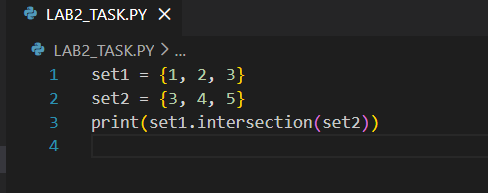 LAB2_TASK.PY ×
LAB2_TASK.PY > ...
1 set1 = {1, 2, 3}
2 set2 = {3, 4, 5}
3 print(set1.intersection(set2))
4